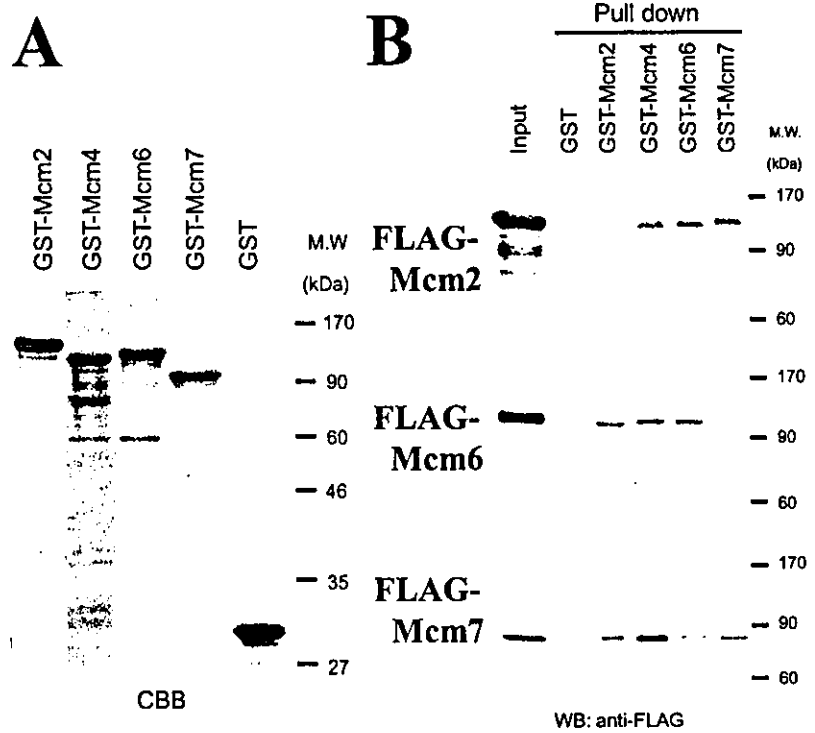 A
GST-Mcm2
GST-Mcm4
GST-Mcm6
GST-Mcm7
GST
M.W
(kDa)
170
90
60
46
35
27
CBB
B
Pull down
Input
GST
GST-Mcm2
GST-Mcm4
GST-Mcm6
GST-Mcm7
M.W.
(kDa)
FLAG-
Mcm2
170
90
60
FLAG-
Mcm6
170
90
60
FLAG-
Mcm7
170
90
60
WB: anti-FLAG